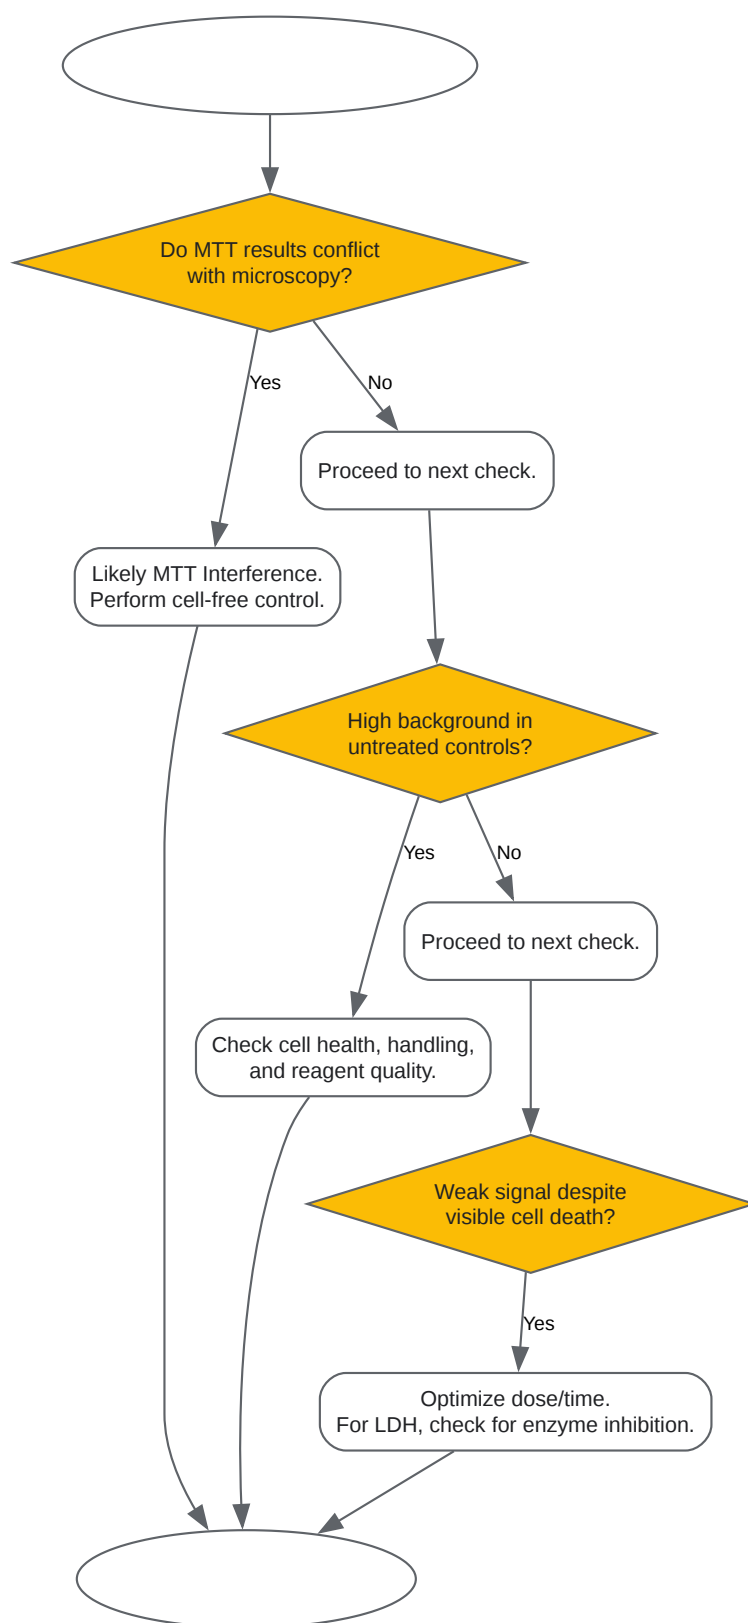 Do MTT results conflict
with microscopy?
Yes
No
Proceed to next check.
Likely MTT Interference.
Perform cell-free control.
High background in
untreated controls?
Yes
No
Proceed to next check.
Check cell health, handling,
and reagent quality.
Weak signal despite
visible cell death?
Yes
Optimize dose/time.
For LDH, check for enzyme inhibition.